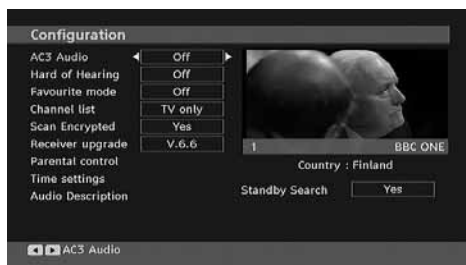 Configuration
AC3 Audio Off
Hard of Hearing Off
Favourite mode Off
Channel list TV only
Scan Encrypted Yes
Receiver upgrade V.6.6
Parental control
Time settings
Audio Description
1 BBC ONE
Country : Finland
Standby Search Yes
AC3 Audio